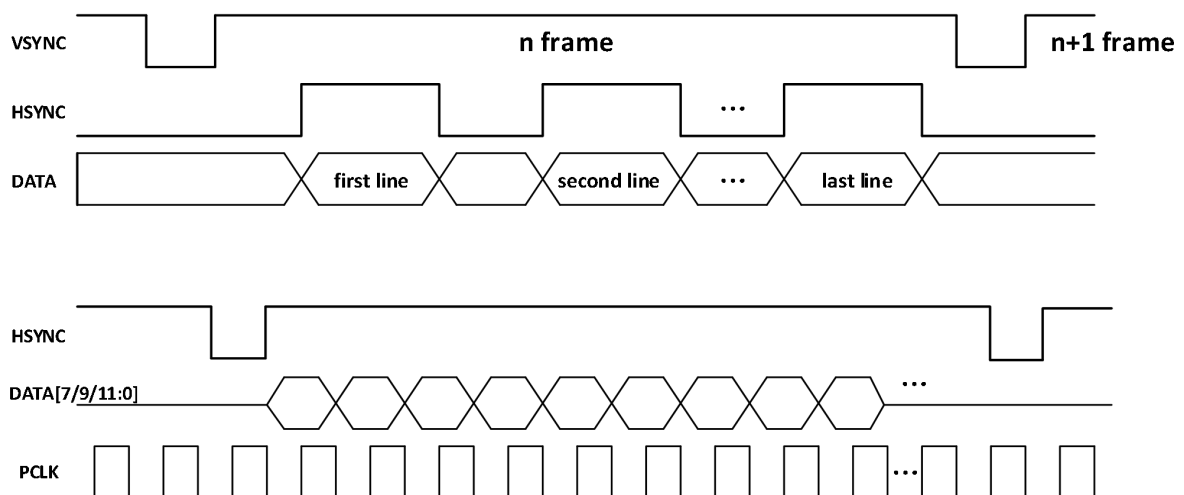 VSYNC
n frame
n+1 frame
HSYNC
...
DATA
first line
second line
...
last line
HSYNC
DATA[7/9/11:0]
...
PCLK
...